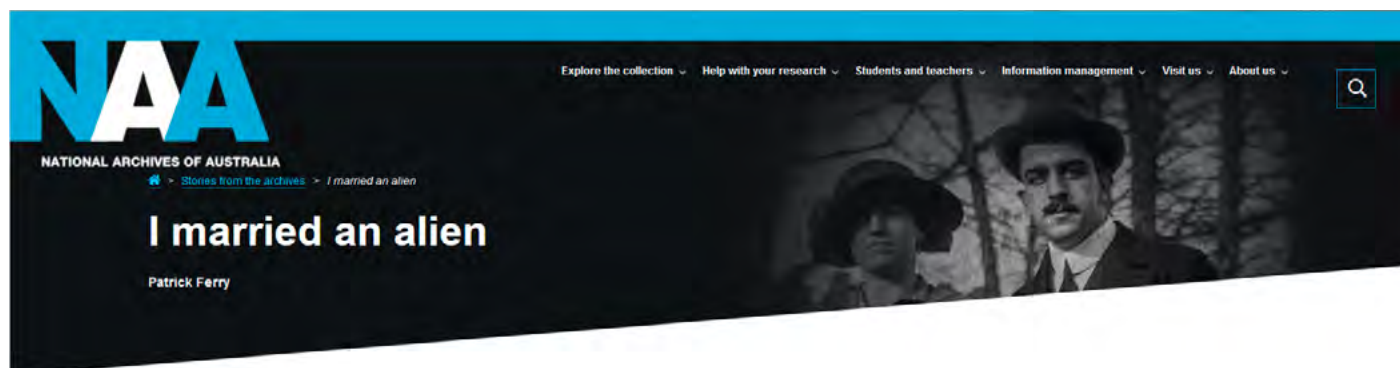 NAA
Explore the collection Help with your research Students and teachers Information management Visit us About us
NATIONAL ARCHIVES OF AUSTRALIA
> Stories from the archives > I married an alien
I married an alien
Patrick Ferry